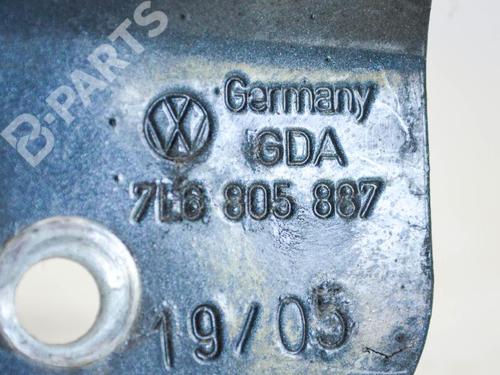 B-PARTS
Germany
GDA
7L6 805 887
19/05